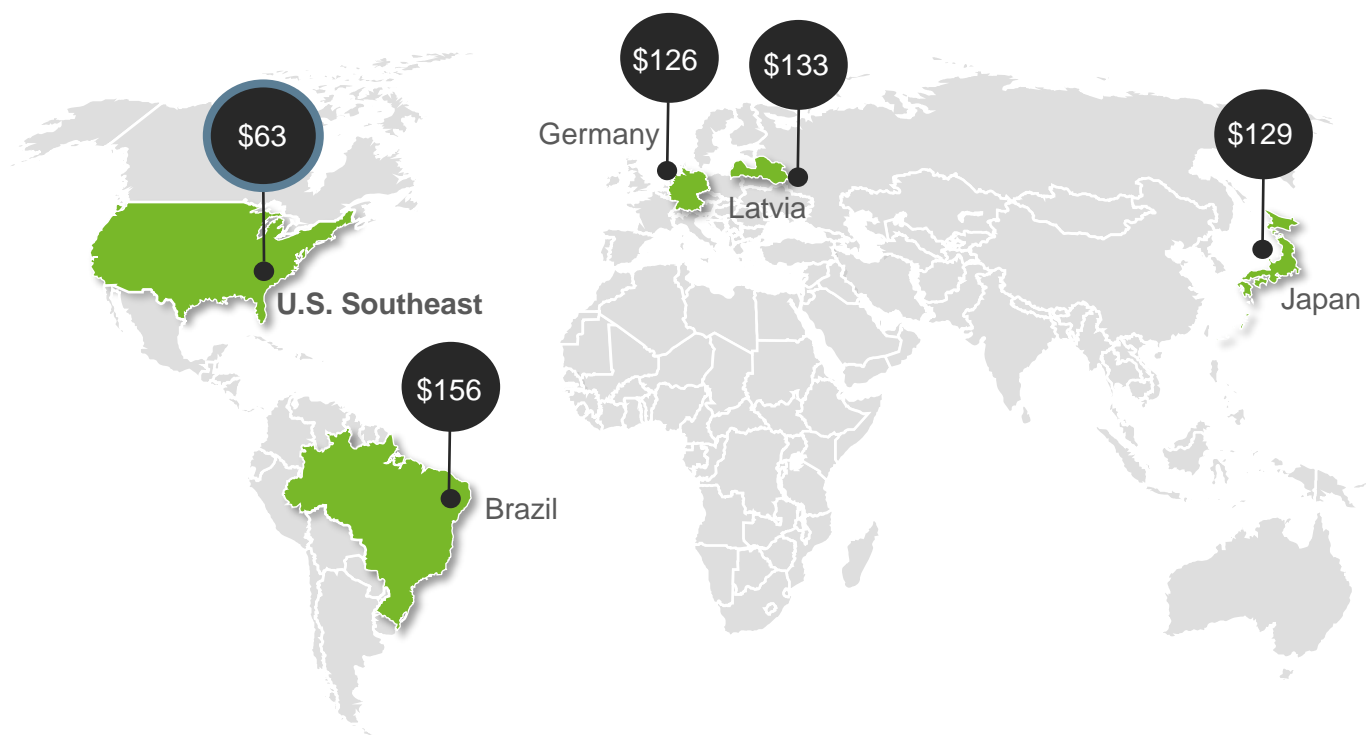 $126
$133
$63
Germany
$129
Latvia
U.S. Southeast
Japan
$156
Brazil